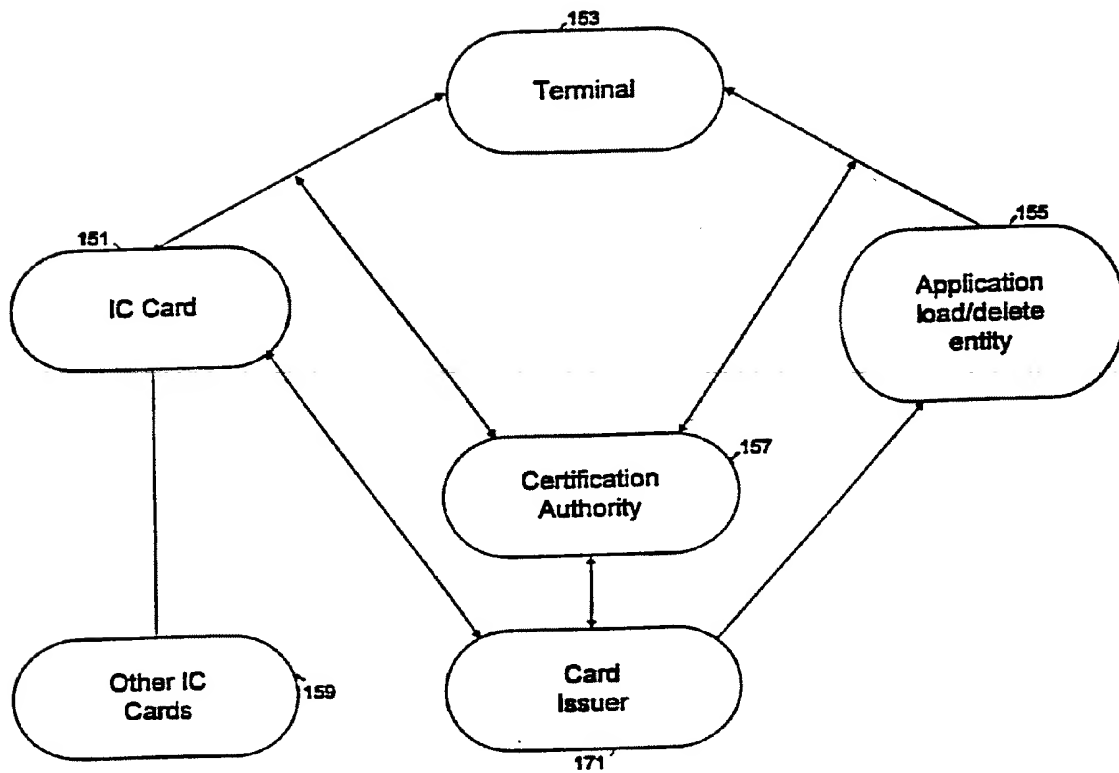 153
Terminal
151
IC Card
155
Application
load/delete
entity
157
Certification
Authority
Other IC
Cards
159
Card
Issuer
171